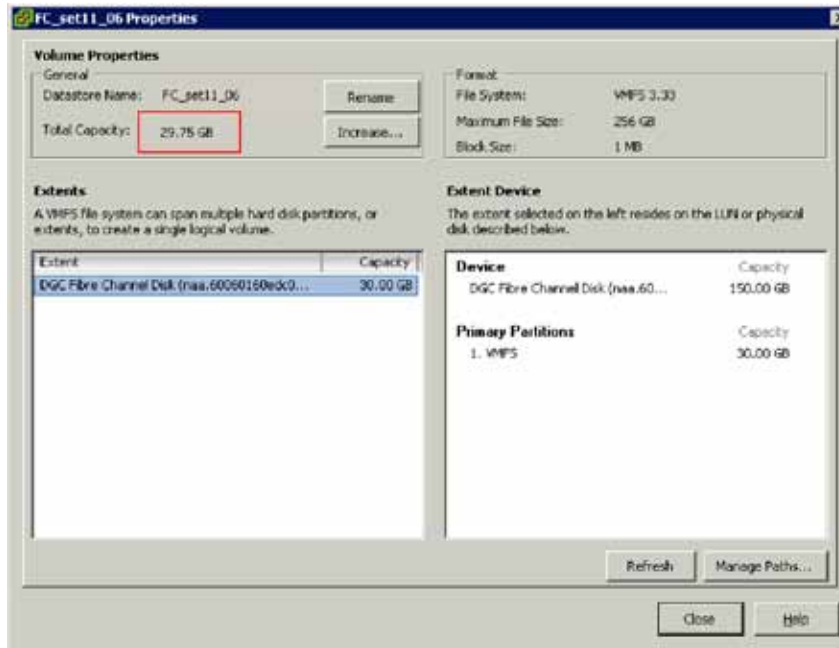 FC_set11_06 Properties
Volume Properties
General
Datastore Name: FC_set11_06
Rename
Total Capacity: 29.75 GB
Increase...
Format
File System: VMFS 3.33
Maximum File Size: 256 GB
Block Size: 1 MB
Extents
A VMFS file system can span multiple hard disk partitions, or
extents, to create a single logical volume.
Extent Capacity
DGC Fibre Channel Disk (naa.60060160edc0... 30.00 GB
Extent Device
The extent selected on the left resides on the LUN or physical
disk described below.
Device Capacity
DGC Fibre Channel Disk (naa.60... 150.00 GB
Primary Partitions Capacity
1. VMFS 30.00 GB
Refresh
Manage Paths...
Close
Help